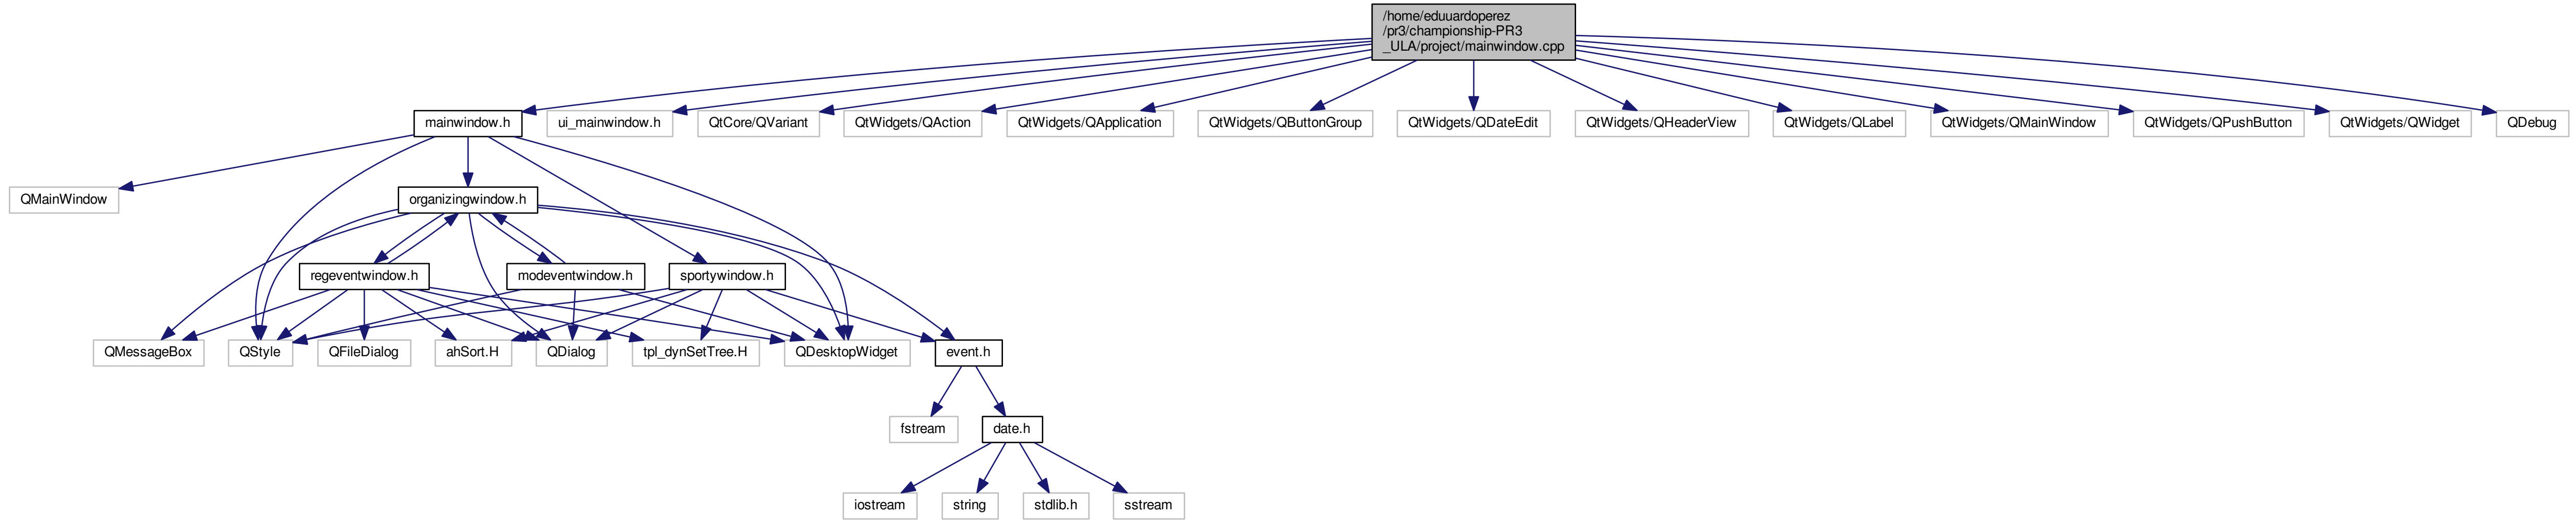 /home/eduuardoperez
/pr3/championship-PR3
_ULA/project/mainwindow.cpp
mainwindow.h
ui_mainwindow.h
QtCore/QVariant
QtWidgets/QAction
QtWidgets/QApplication
QtWidgets/QButtonGroup
QtWidgets/QDateEdit
QtWidgets/QHeaderView
QtWidgets/QLabel
QtWidgets/QMainWindow
QtWidgets/QPushButton
QtWidgets/QWidget
QDebug
QMainWindow
organizingwindow.h
regeventwindow.h
modeventwindow.h
sportywindow.h
QMessageBox
QStyle
QFileDialog
ahSort.H
QDialog
tpl_dynSetTree.H
QDesktopWidget
event.h
fstream
date.h
iostream
string
stdlib.h
sstream